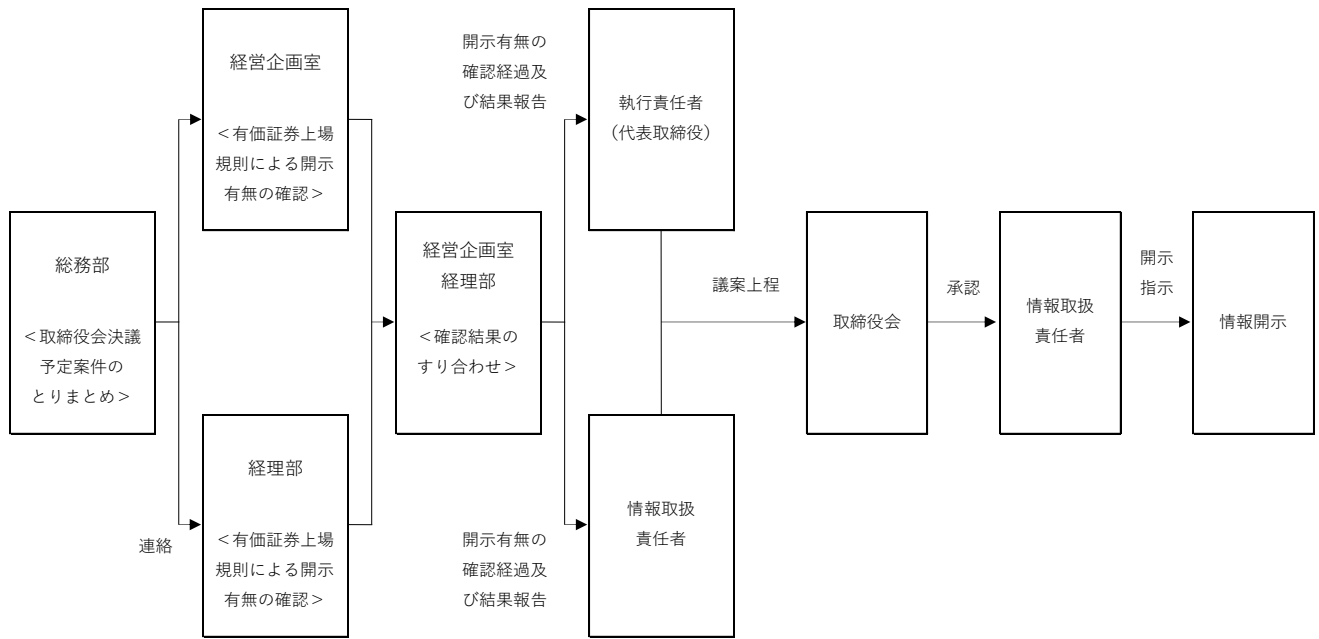 総務部
＜取締役会決議
予定案件の
とりまとめ＞
連絡
経営企画室
＜有価証券上場
規則による開示
有無の確認＞
経理部
＜有価証券上場
規則による開示
有無の確認＞
経営企画室
経理部
＜確認結果の
すり合わせ＞
開示有無の
確認経過及
び結果報告
開示有無の
確認経過及
び結果報告
執行責任者
（代表取締役）
情報取扱
責任者
議案上程
取締役会
承認
情報取扱
責任者
開示
指示
情報開示